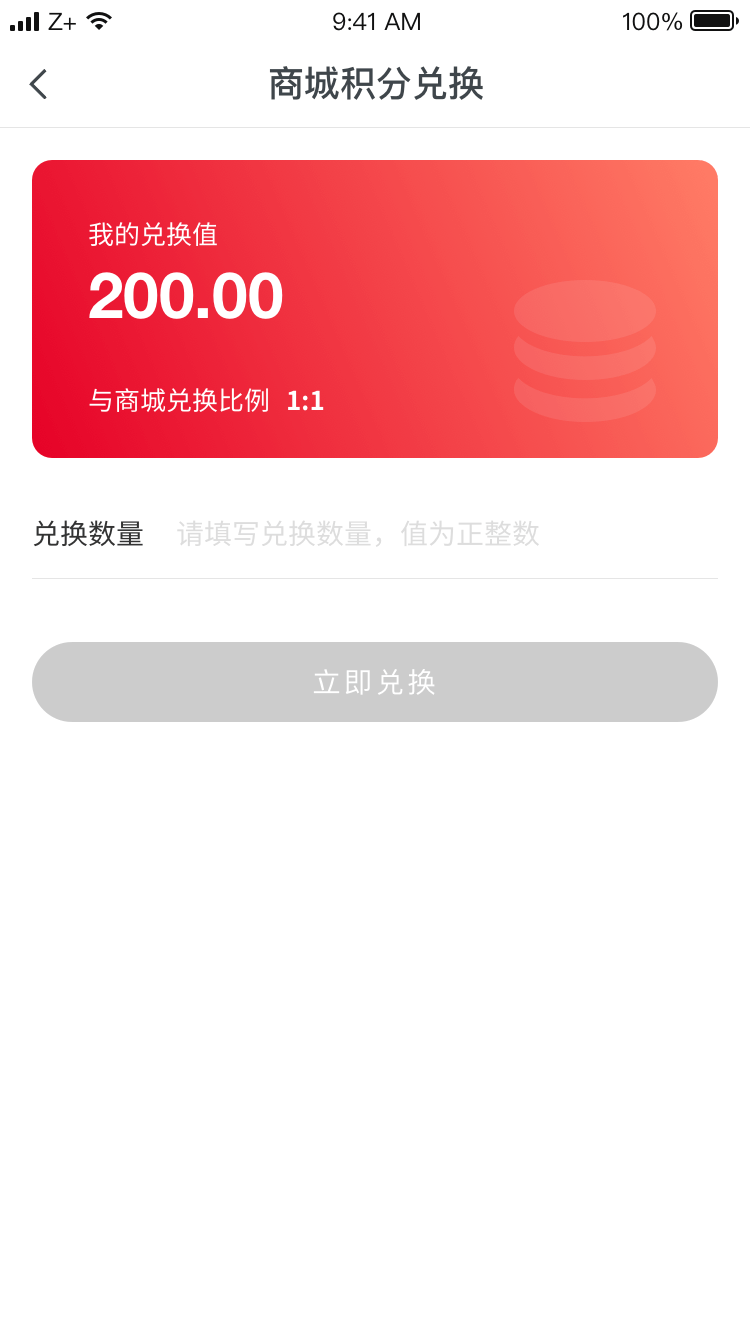 Z+ 9:41 AM 100%
商城积分兑换
我的兑换值
200.00
与商城兑换比例 1:1
兑换数量 请填写兑换数量，值为正整数
立即兑换